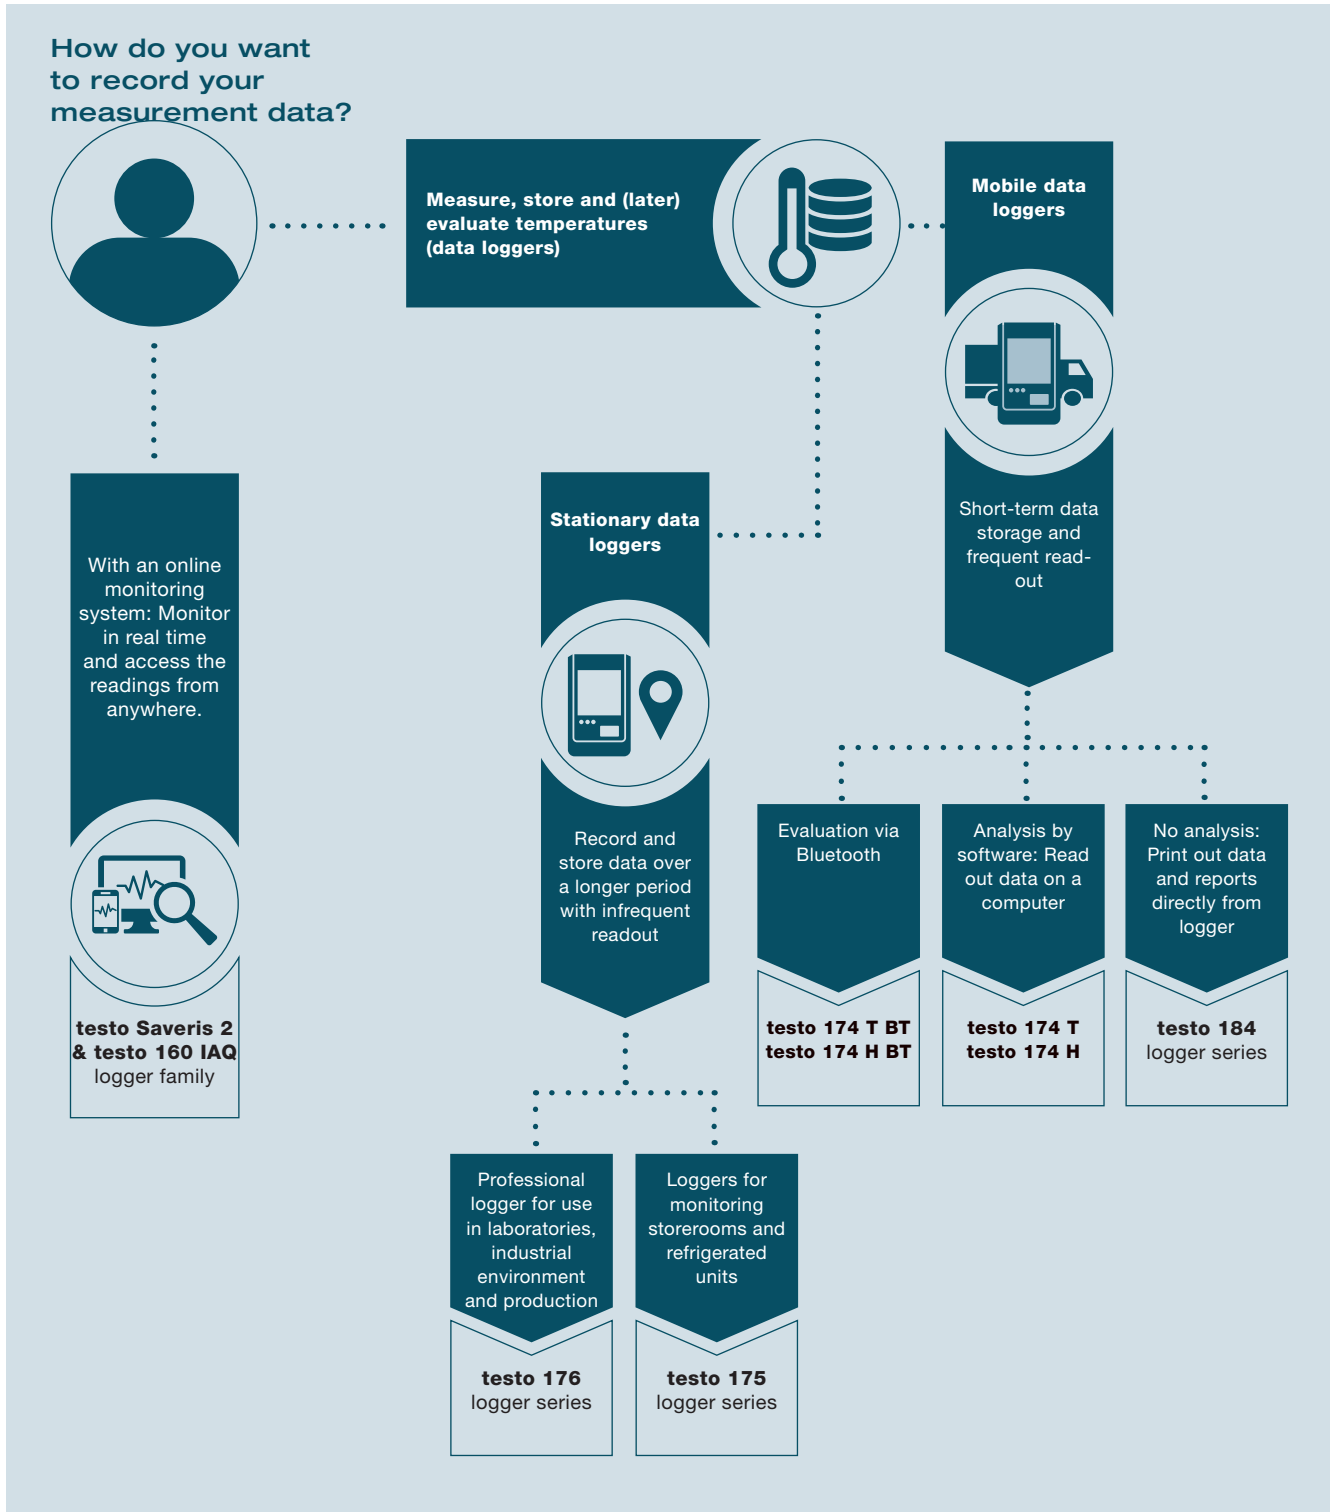 How do you want
to record your
measurement data?
Measure, store and (later)
evaluate temperatures
(data loggers)
Mobile data
loggers
Short-term data
storage and
frequent read-
out
With an online
monitoring
system: Monitor
in real time
and access the
readings from
anywhere.
testo Saveris 2
& testo 160 IAQ
logger family
Stationary data
loggers
Record and
store data over
a longer period
with infrequent
readout
Evaluation via
Bluetooth
testo 174 T BT
testo 174 H BT
Analysis by
software: Read
out data on a
computer
testo 174 T
testo 174 H
No analysis:
Print out data
and reports
directly from
logger
testo 184
logger series
Professional
logger for use
in laboratories,
industrial
environment
and production
testo 176
logger series
Loggers for
monitoring
storerooms and
refrigerated
units
testo 175
logger series